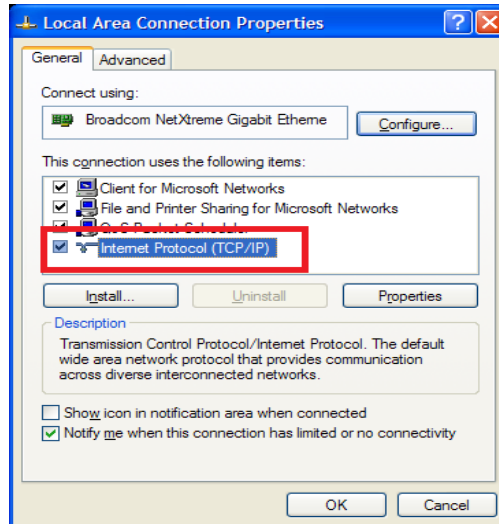 Local Area Connection Properties
General
Advanced
Connect using:
Broadcom NetXtreme Gigabit Etherne
Configure...
This connection uses the following items:
Client for Microsoft Networks
File and Printer Sharing for Microsoft Networks
QoS Packet Scheduler
Internet Protocol (TCP/IP)
Install...
Uninstall
Properties
Description
Transmission Control Protocol/Internet Protocol. The default
wide area network protocol that provides communication
across diverse interconnected networks.
Show icon in notification area when connected
Notify me when this connection has limited or no connectivity
OK
Cancel